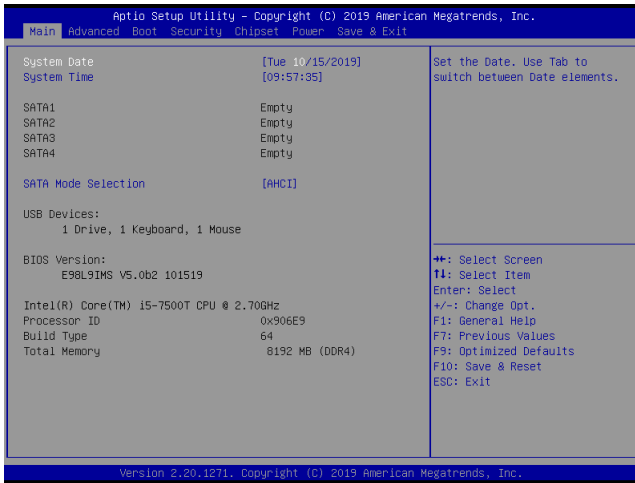 Aptio Setup Utility – Copyright (C) 2019 American Megatrends, Inc.
Main Advanced Boot Security Chipset Power Save & Exit
System Date [Tue 10/15/2019]
System Time [09:57:35]
SATA1 Empty
SATA2 Empty
SATA3 Empty
SATA4 Empty
SATA Mode Selection [AHCI]
USB Devices:
1 Drive, 1 Keyboard, 1 Mouse
BIOS Version:
E98L9IMS V5.0b2 101519
Intel(R) Core(TM) i5-7500T CPU @ 2.70GHz
Processor ID 0x906E9
Build Type 64
Total Memory 8192 MB (DDR4)
Set the Date. Use Tab to
switch between Date elements.
→←: Select Screen
↑↓: Select Item
Enter: Select
+/-: Change Opt.
F1: General Help
F7: Previous Values
F9: Optimized Defaults
F10: Save & Reset
ESC: Exit
Version 2.20.1271. Copyright (C) 2019 American Megatrends, Inc.